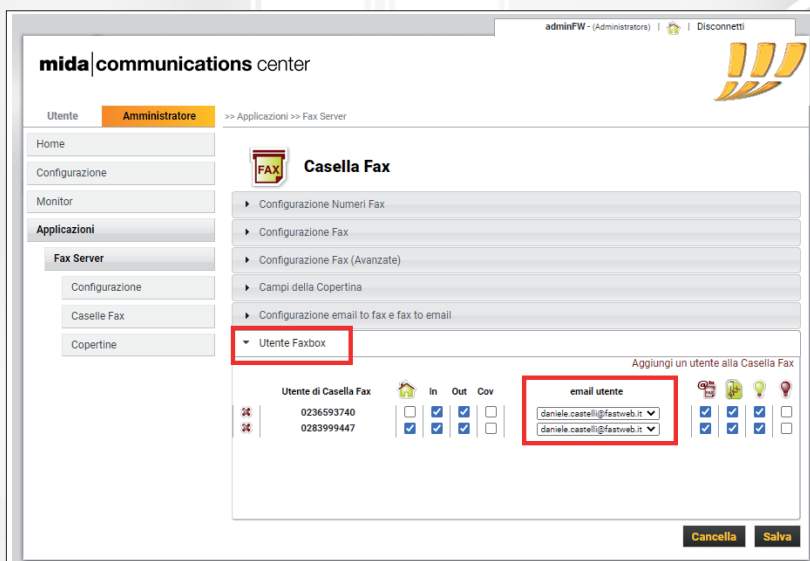 adminFW - (Administrators) | | Disconnetti
mida|communications center
Utente Amministratore >> Applicazioni >> Fax Server
Home
Configurazione
Monitor
Applicazioni
Fax Server
Configurazione
Caselle Fax
Copertine
FAX Casella Fax
Configurazione Numeri Fax
Configurazione Fax
Configurazione Fax (Avanzate)
Campi della Copertina
Configurazione email to fax e fax to email
Utente Faxbox
Aggiungi un utente alla Casella Fax
Utente di Casella Fax In Out Cov email utente
0236593740 daniele.castelli@fastweb.it
0283999447 daniele.castelli@fastweb.it
Cancella Salva